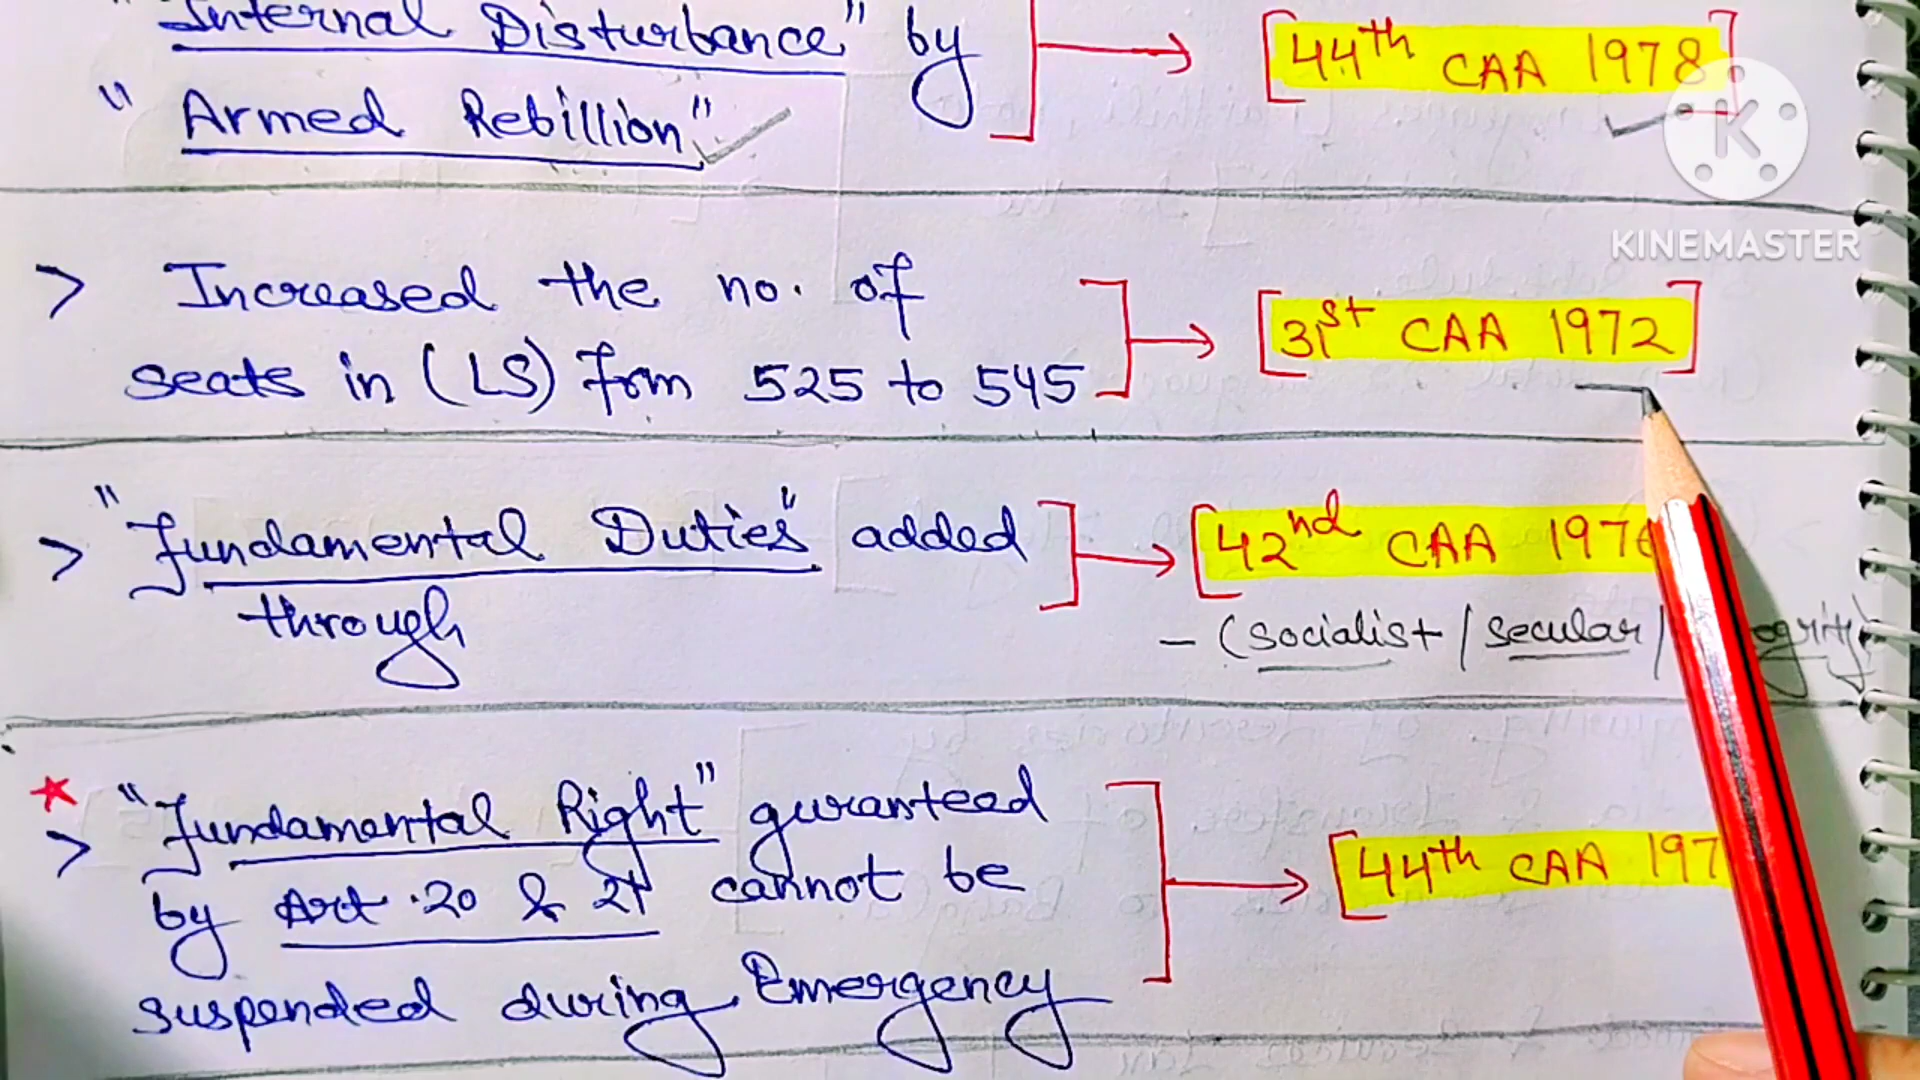 "Internal Disturbance" by
[44th CAA 1978]
"Armed Rebillion"
KINEMASTER
> Increased the no. of
seats in (LS) from 525 to 545
[31st CAA 1972]
> "Fundamental Duties" added
through
[42nd CAA 1976
- (socialist / secular /
> "Fundamental Right" guranteed
by Art. 20 & 21 cannot be
suspended during Emergency
[44th CAA 197